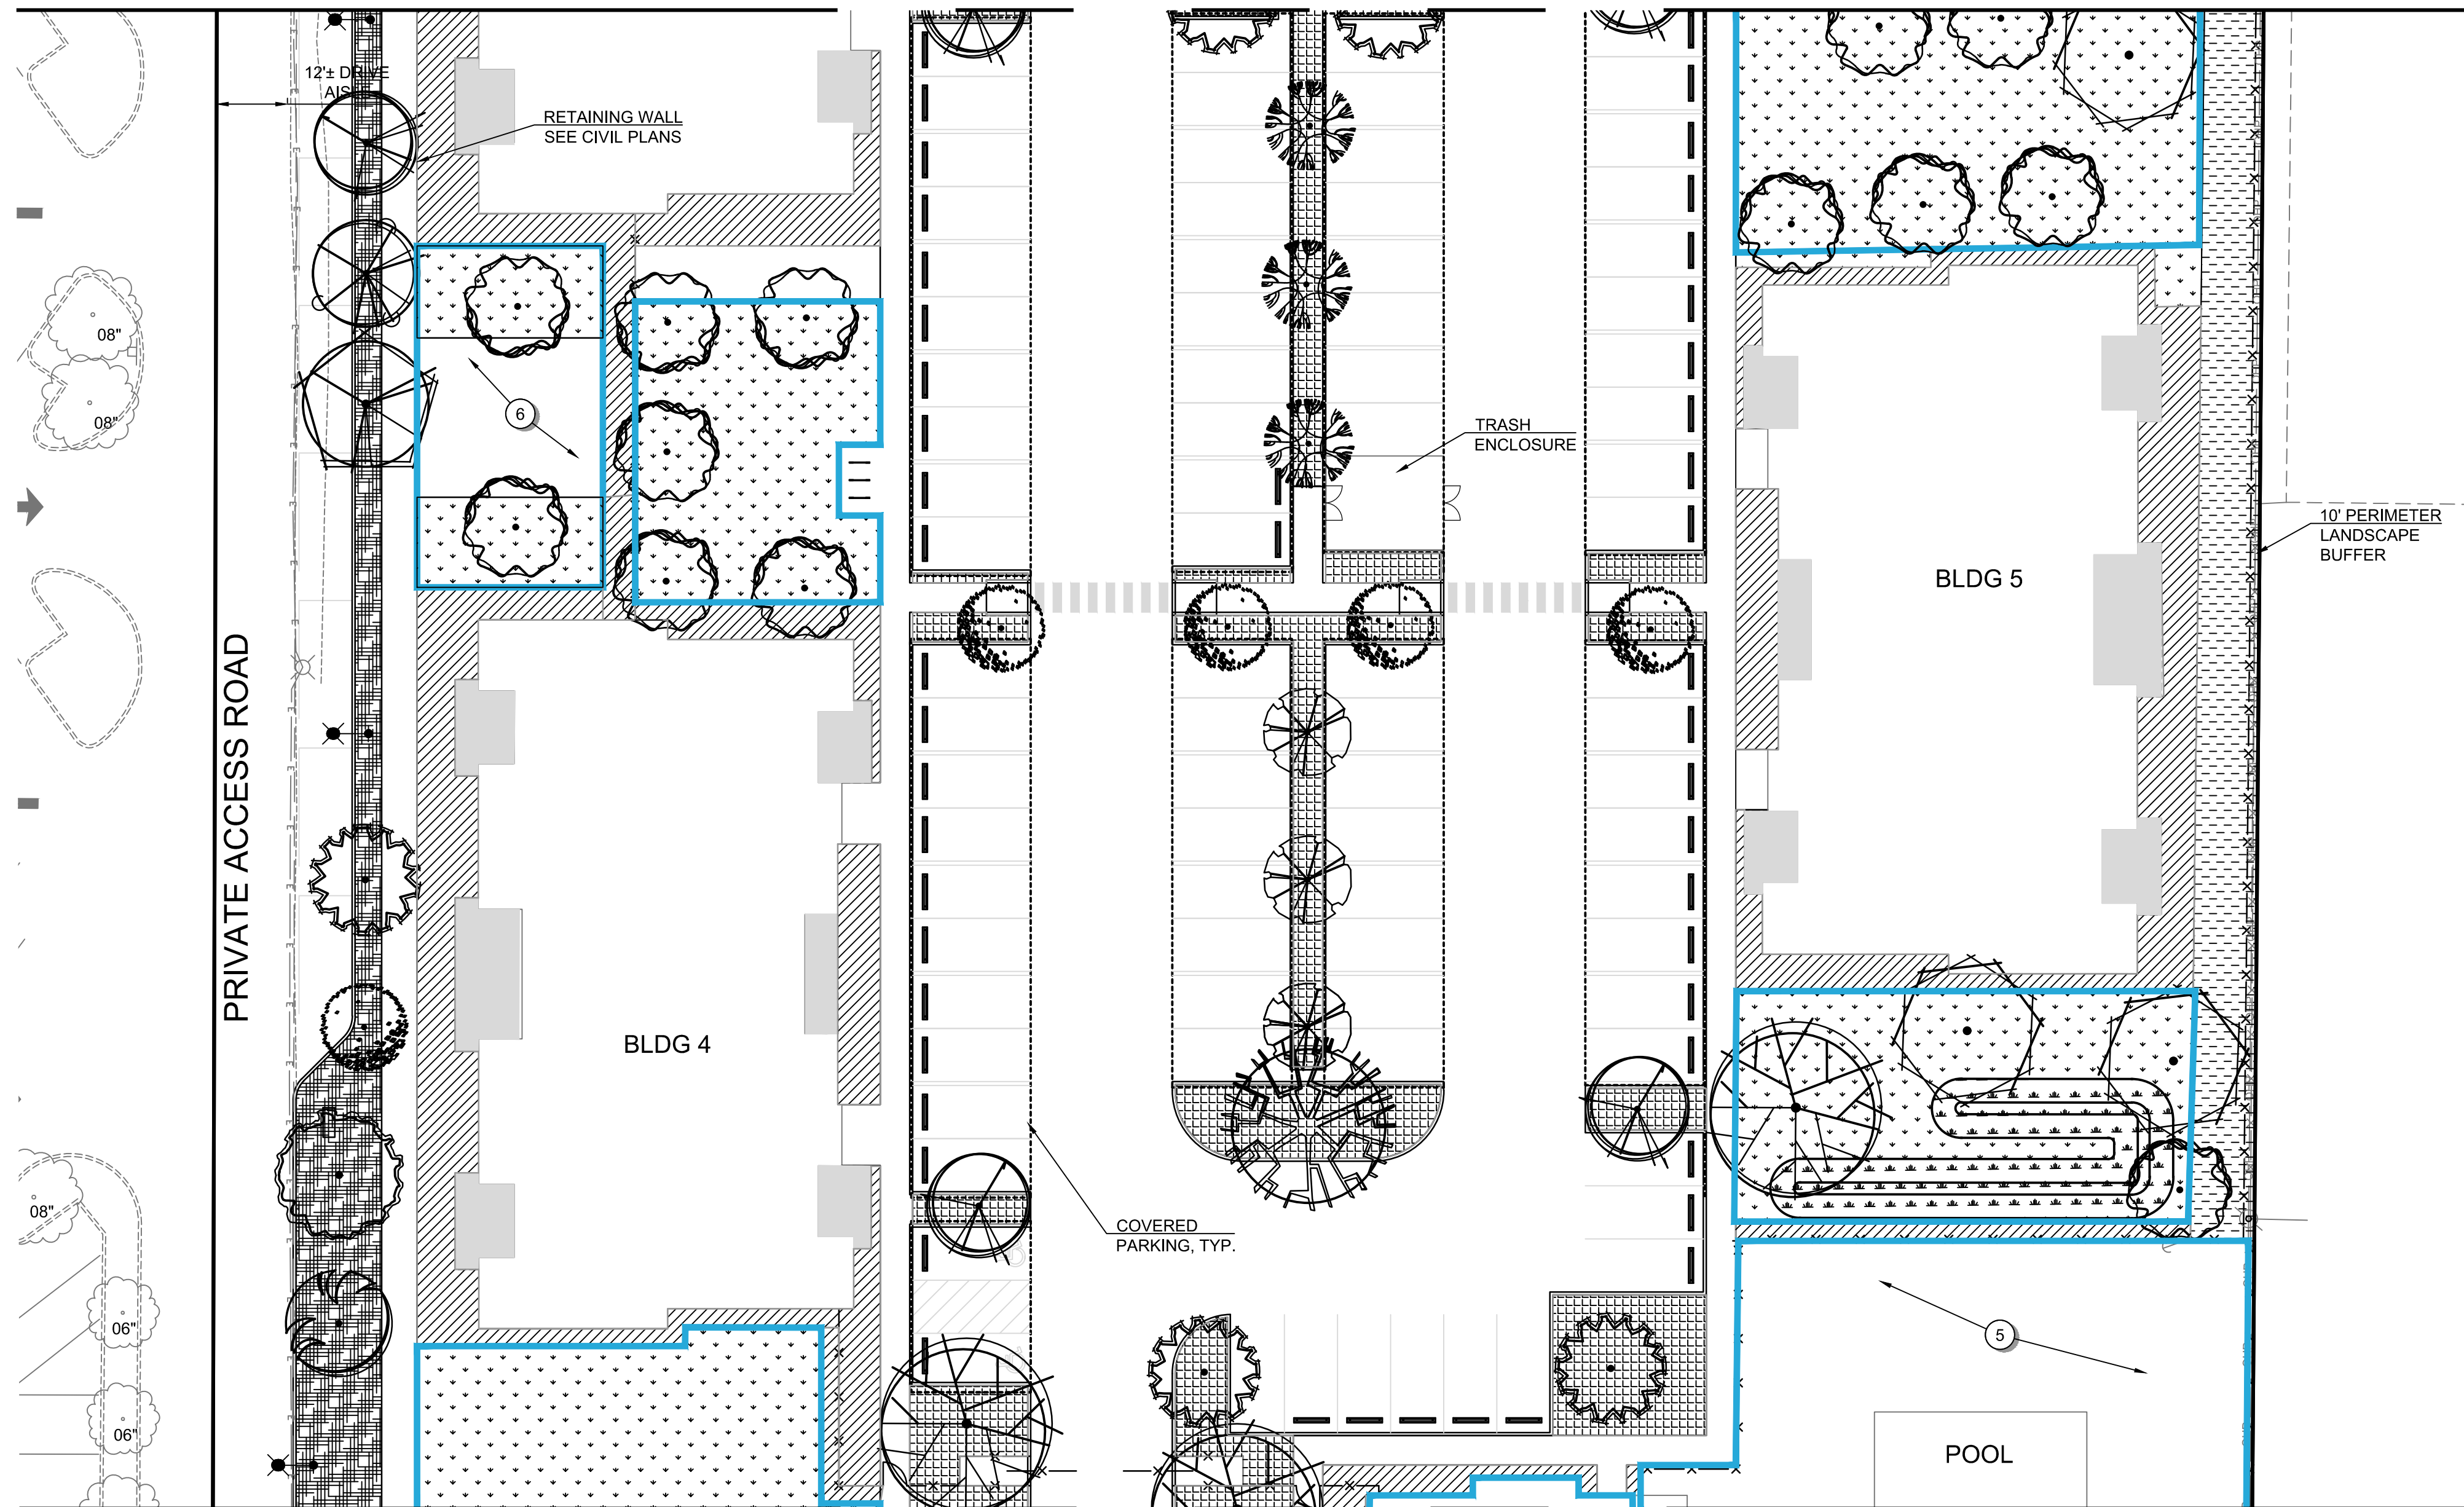 12'± DRIVE
AISLE
RETAINING WALL
SEE CIVIL PLANS
08"
08"
6
TRASH
ENCLOSURE
10' PERIMETER
LANDSCAPE
BUFFER
BLDG 5
PRIVATE ACCESS ROAD
BLDG 4
08"
COVERED
PARKING, TYP.
06"
5
06"
POOL